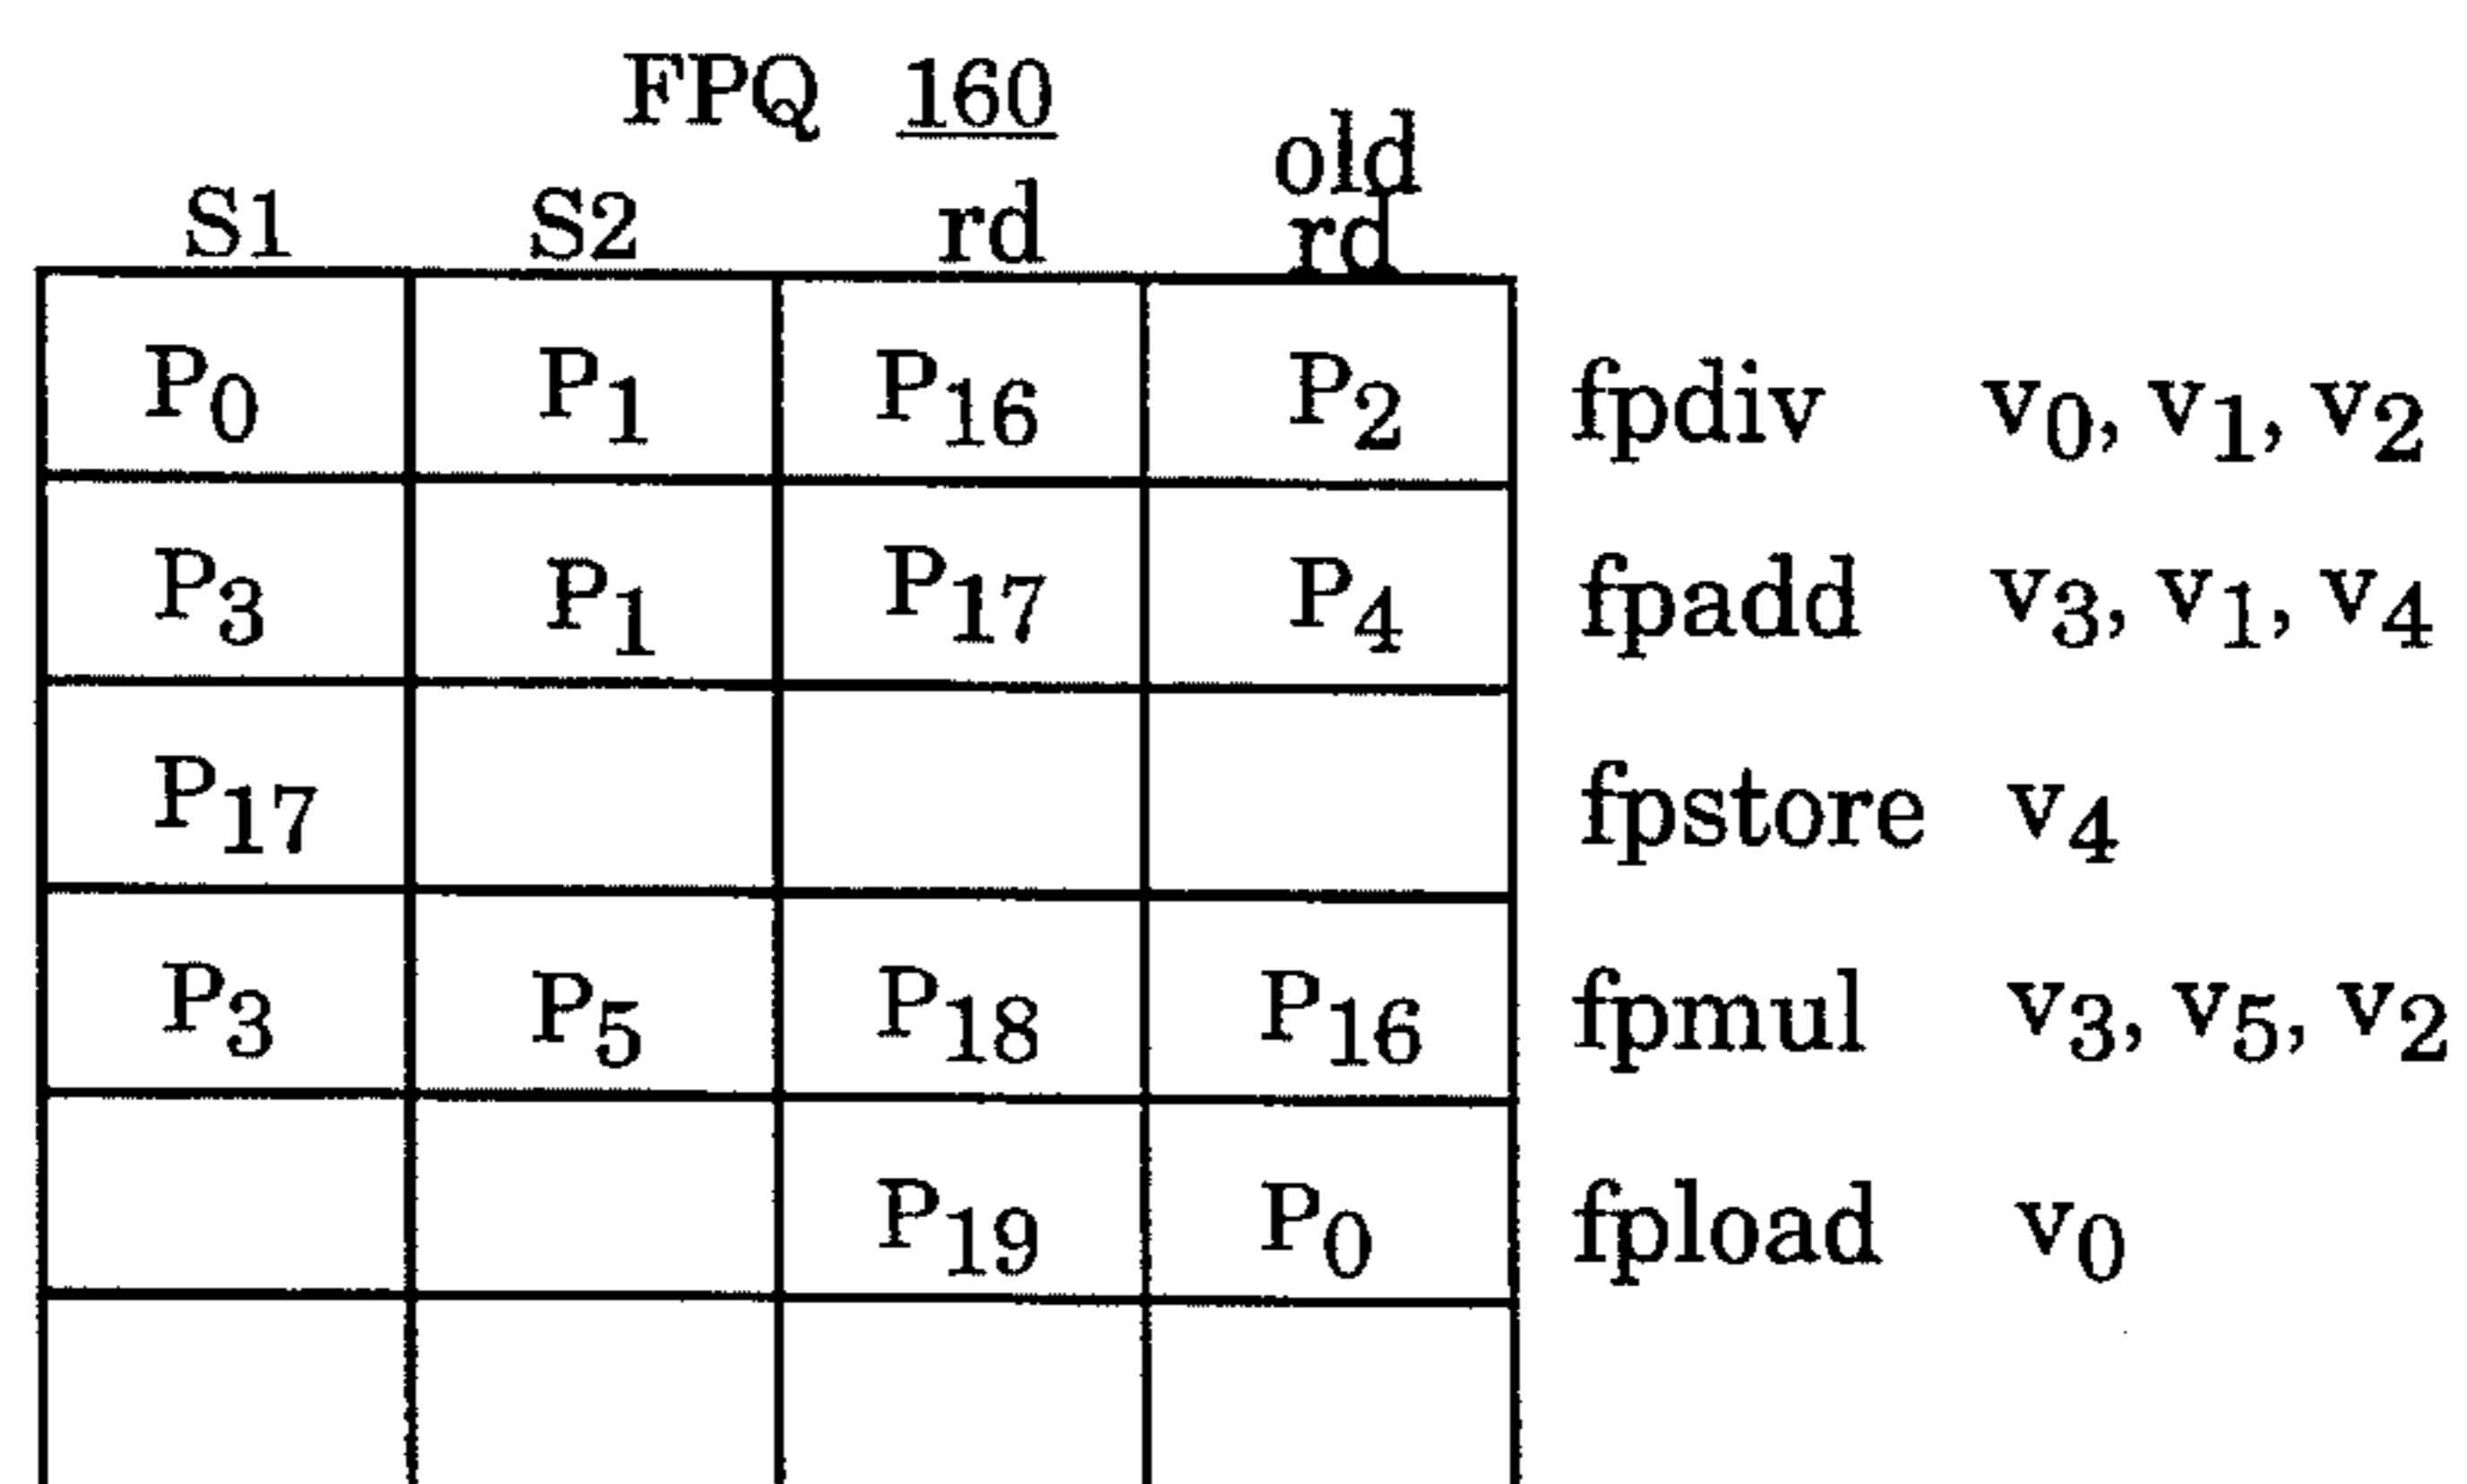 FPQ 160
S1 S2 rd old rd
P0 P1 P16 P2 fpdiv v0, v1, v2
P3 P1 P17 P4 fpadd v3, v1, v4
P17 fpstore v4
P3 P5 P18 P16 fpmul v3, v5, v2
P19 P0 fpload v0